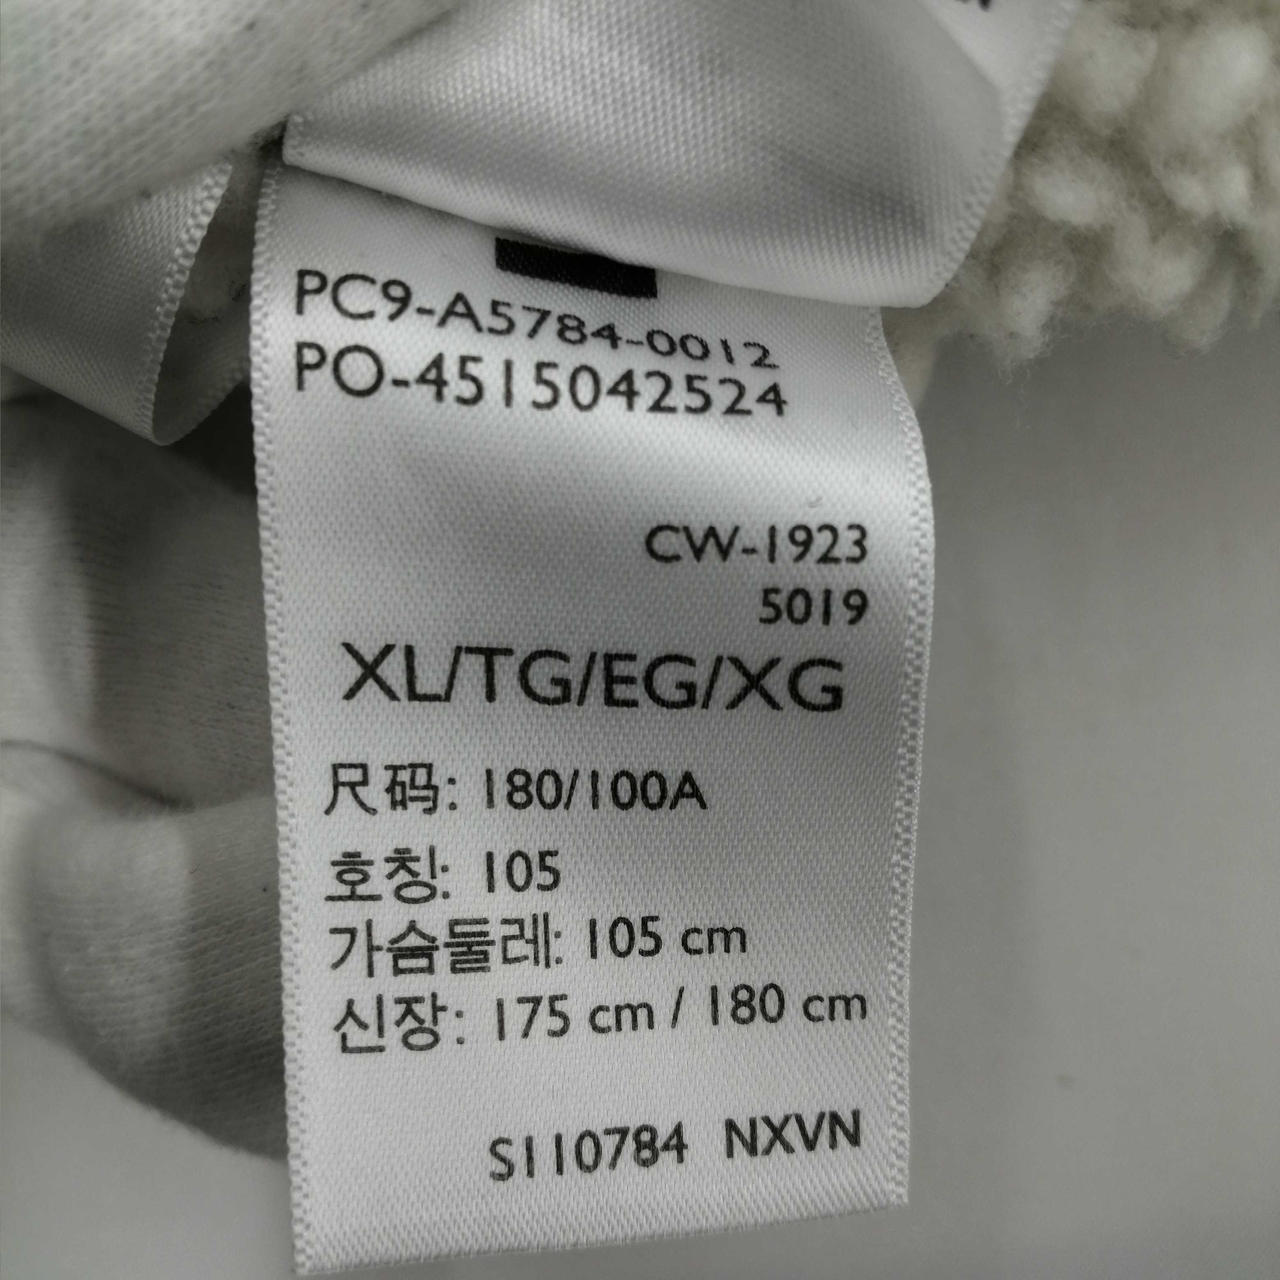 PC9-A5784-0012
PO-4515042524
CW-1923
5019
XL/TG/EG/XG
尺码: 180/100A
호칭: 105
가슴둘레: 105 cm
신장: 175 cm / 180 cm
S110784 NXVN